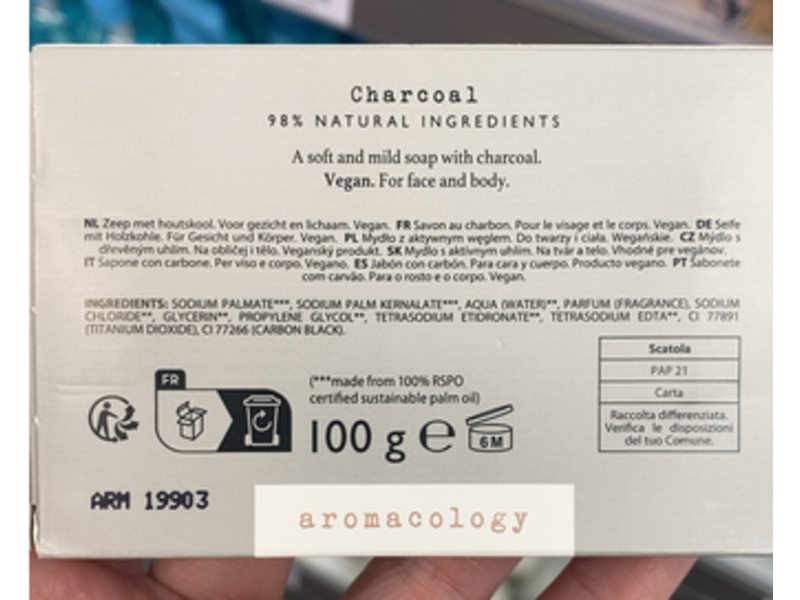 Charcoal
98% NATURAL INGREDIENTS
A soft and mild soap with charcoal.
Vegan. For face and body.
NL Zeep met houtskool. Voor gezicht en lichaam. Vegan. FR Savon au charbon. Pour le visage et le corps. Vegan. DE Seife
mit Holzkohle. Für Gesicht und Körper. Vegan. PL Mydło z aktywnym węglem. Do twarzy i ciała. Wegańskie. CZ Mýdlo s
dřevěným uhlím. Na obličej i tělo. Veganský produkt. SK Mydlo s aktívnym uhlím. Na tvár a telo. Vhodné pre vegánov.
IT Sapone con carbone. Per viso e corpo. Vegano. ES Jabón con carbón. Para cara y cuerpo. Producto vegano. PT Sabonete
com carvão. Para o rosto e o corpo. Vegan.
INGREDIENTS: SODIUM PALMATE***, SODIUM PALM KERNALATE***, AQUA (WATER)**, PARFUM (FRAGRANCE), SODIUM
CHLORIDE**, GLYCERIN**, PROPYLENE GLYCOL**, TETRASODIUM ETIDRONATE**, TETRASODIUM EDTA**, CI 77891
(TITANIUM DIOXIDE), CI 77266 (CARBON BLACK).
FR
(***made from 100% RSPO
certified sustainable palm oil)
100 g ℮ 6 M
Scatola
PAP 21
Carta
Raccolta differenziata.
Verifica le disposizioni
del tuo Comune.
ARM 19903
aromacology